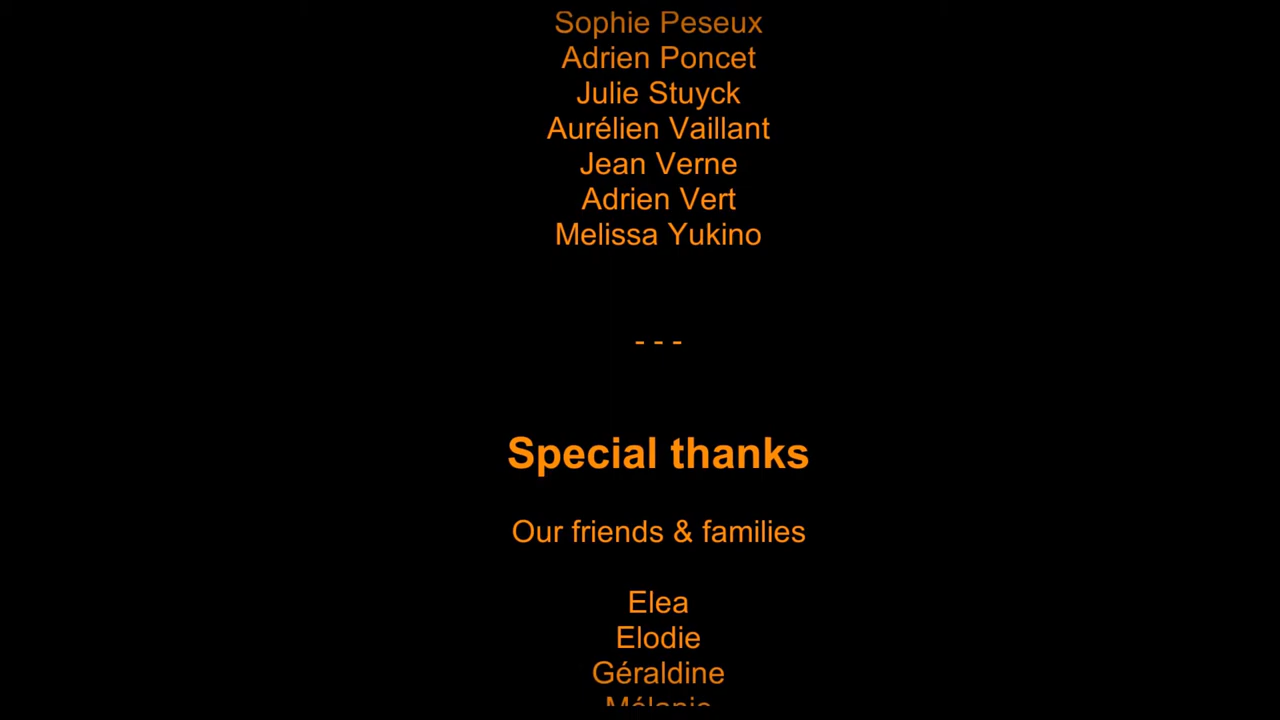 Sophie Peseux
Adrien Poncet
Julie Stuyck
Aurélien Vaillant
Jean Verne
Adrien Vert
Melissa Yukino
- - -
Special thanks
Our friends & families
Elea
Elodie
Géraldine
Mélanie